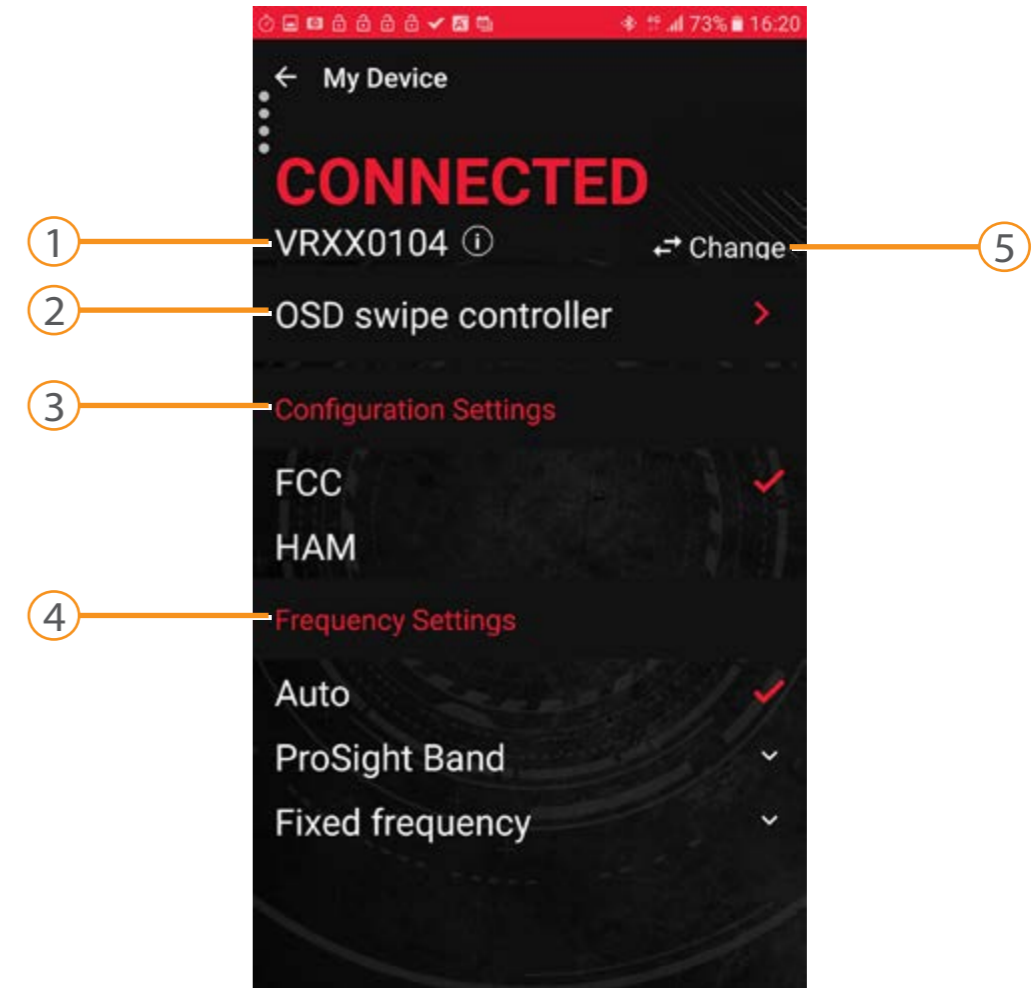 73% 16:20
My Device
CONNECTED
1 VRXX0104 Change 5
2 OSD swipe controller
3 Configuration Settings
FCC
HAM
4 Frequency Settings
Auto
ProSight Band
Fixed frequency